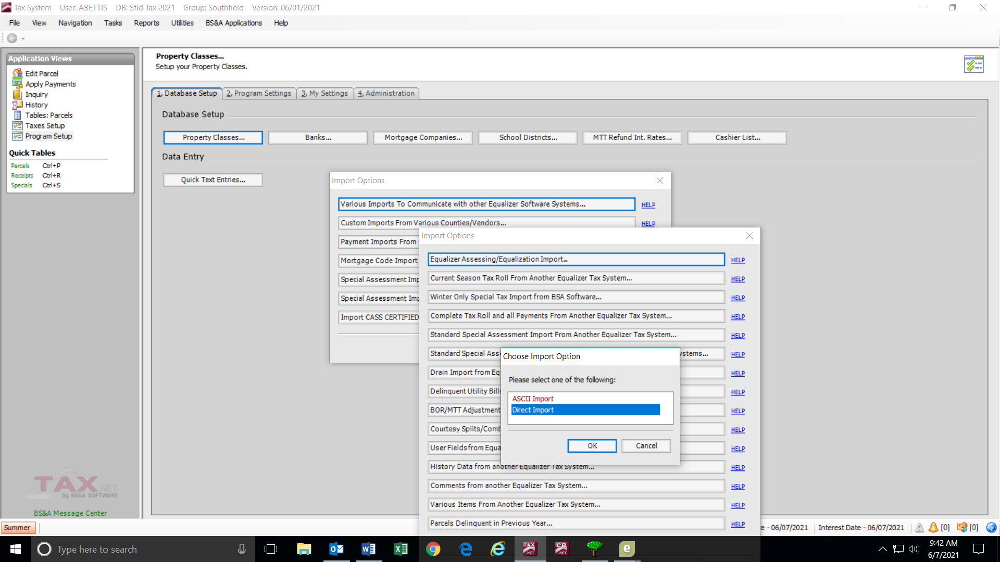 Tax System   User: ABETTIS   DB: Sfld Tax 2021   Group: Southfield   Version: 06/01/2021
File   View   Navigation   Tasks   Reports   Utilities   BS&A Applications   Help
Application Views
Edit Parcel
Apply Payments
Inquiry
History
Tables: Parcels
Taxes Setup
Program Setup
Quick Tables
Parcels   Ctrl+P
Receipts   Ctrl+R
Specials   Ctrl+S
TAX.NET
by BS&A SOFTWARE
BS&A Message Center
Property Classes...
Setup your Property Classes.
1. Database Setup   2. Program Settings   3. My Settings   4. Administration
Database Setup
Property Classes...   Banks...   Mortgage Companies...   School Districts...   MTT Refund Int. Rates...   Cashier List...
Data Entry
Quick Text Entries...
Import Options
Various Imports To Communicate with other Equalizer Software Systems...   HELP
Custom Imports From Various Counties/Vendors...   HELP
Payment Imports From
Mortgage Code Import
Special Assessment Imp
Special Assessment Imp
Import CASS CERTIFIED
Import Options
Equalizer Assessing/Equalization Import...   HELP
Current Season Tax Roll From Another Equalizer Tax System...   HELP
Winter Only Special Tax Import from BSA Software...   HELP
Complete Tax Roll and all Payments From Another Equalizer Tax System...   HELP
Standard Special Assessment Import From Another Equalizer Tax System...   HELP
Standard Special Ass   ystems...   HELP
Drain Import from Eq   HELP
Delinquent Utility Bill   HELP
BOR/MTT Adjustment   HELP
Courtesy Splits/Comb   HELP
User Fields from Equa   HELP
History Data from another Equalizer Tax System...   HELP
Comments from another Equalizer Tax System...   HELP
Various Items From Another Equalizer Tax System...   HELP
Parcels Delinquent in Previous Year...   HELP
Choose Import Option
Please select one of the following:
ASCII Import
Direct Import
OK   Cancel
Summer   e - 06/07/2021   Interest Date - 06/07/2021   [0]   [0]
Type here to search   TAX .NET   CR .NET   9:42 AM
6/7/2021